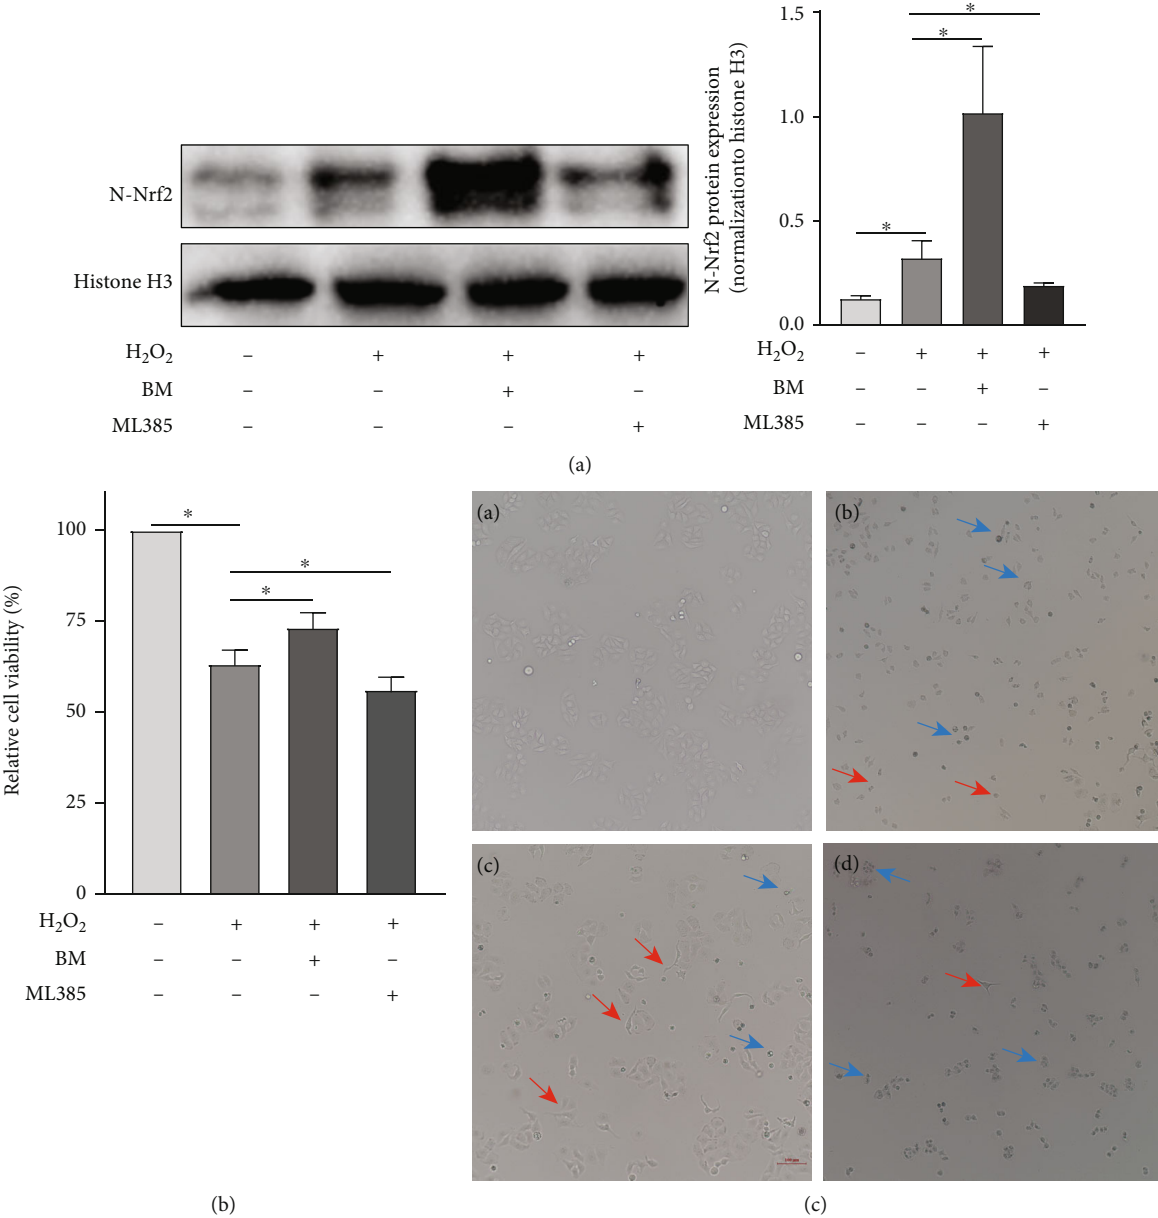 N-Nrf2
Histone H3
H2O2 – + + +
BM – – + –
ML385 – – – +
N-Nrf2 protein expression
(normalizationto histone H3)
1.5
1.0
0.5
0.0
* * *
H2O2 – + + +
BM – – + –
ML385 – – – +
(a)
Relative cell viability (%)
100
75
50
25
0
* * *
H2O2 – + + +
BM – – + –
ML385 – – – +
(b)
(a)
(b)
(c)
(d)
(c)